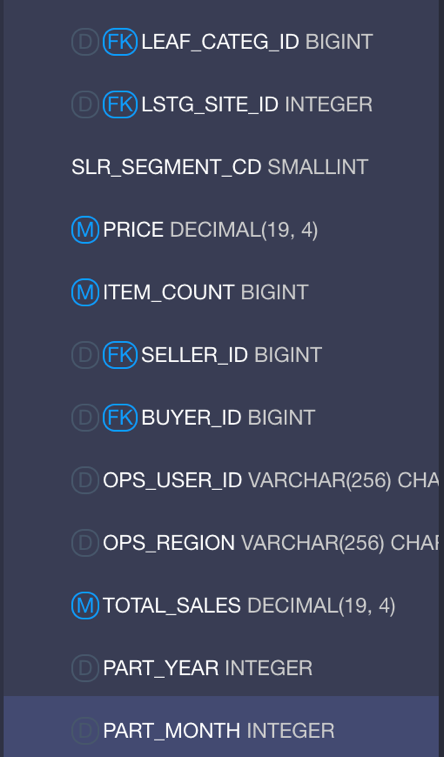 D FK LEAF_CATEG_ID BIGINT
D FK LSTG_SITE_ID INTEGER
SLR_SEGMENT_CD SMALLINT
M PRICE DECIMAL(19, 4)
M ITEM_COUNT BIGINT
D FK SELLER_ID BIGINT
D FK BUYER_ID BIGINT
D OPS_USER_ID VARCHAR(256) CHA
D OPS_REGION VARCHAR(256) CHAR
M TOTAL_SALES DECIMAL(19, 4)
D PART_YEAR INTEGER
D PART_MONTH INTEGER